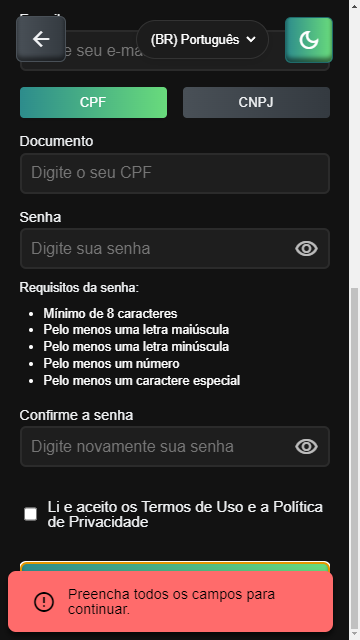 (BR) Português
seu e-ma
CPF
CNPJ
Documento
Digite o seu CPF
Senha
Digite sua senha
Requisitos da senha:
Mínimo de 8 caracteres
Pelo menos uma letra maiúscula
Pelo menos uma letra minúscula
Pelo menos um número
Pelo menos um caractere especial
Confirme a senha
Digite novamente sua senha
Li e aceito os Termos de Uso e a Política
de Privacidade
Preencha todos os campos para
continuar.